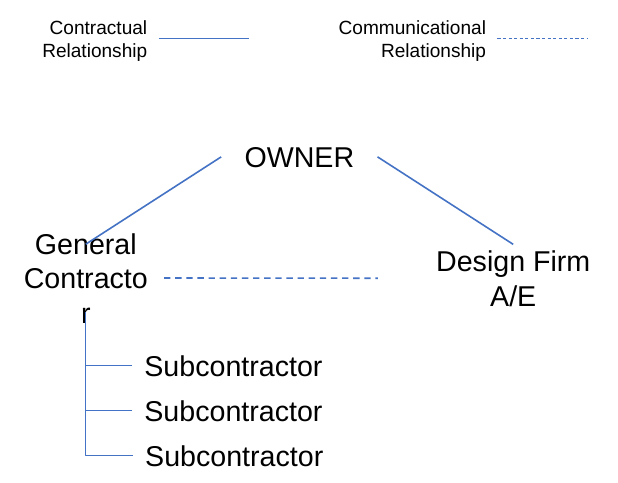 Contractual
Relationship
Communicational
Relationship
OWNER
General
Contracto
r
Design Firm
A/E
Subcontractor
Subcontractor
Subcontractor